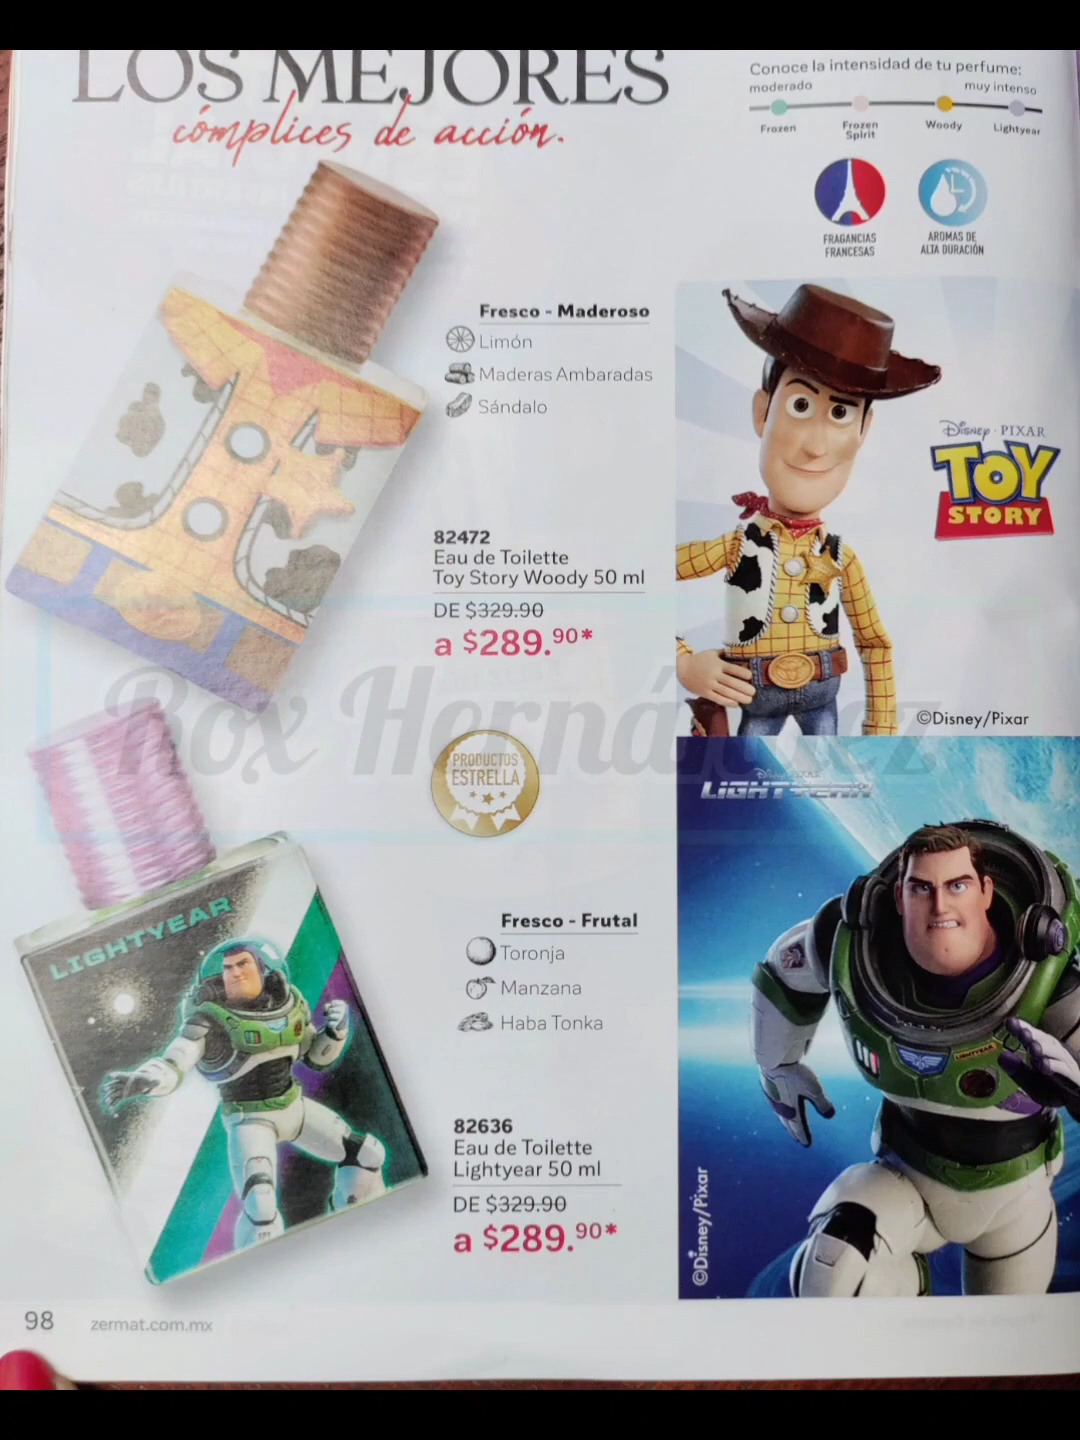 LOS MEJORES
cómplices de acción.
Conoce la intensidad de tu perfume:
moderado
muy intenso
Frozen
Frozen
Spirit
Woody
Lightyear
FRAGANCIAS
FRANCESAS
AROMAS DE
ALTA DURACIÓN
Fresco - Maderoso
Limón
Maderas Ambaradas
Sándalo
Disney · PIXAR
TOY
STORY
82472
Eau de Toilette
Toy Story Woody 50 ml
DE $329.90
a $289.90*
©Disney/Pixar
Rox Hernández
PRODUCTOS
ESTRELLA
LIGHTYEAR
LIGHTYEAR
Fresco - Frutal
Toronja
Manzana
Haba Tonka
LIGHTYEAR
82636
Eau de Toilette
Lightyear 50 ml
DE $329.90
a $289.90*
©Disney/Pixar
98
zermat.com.mx